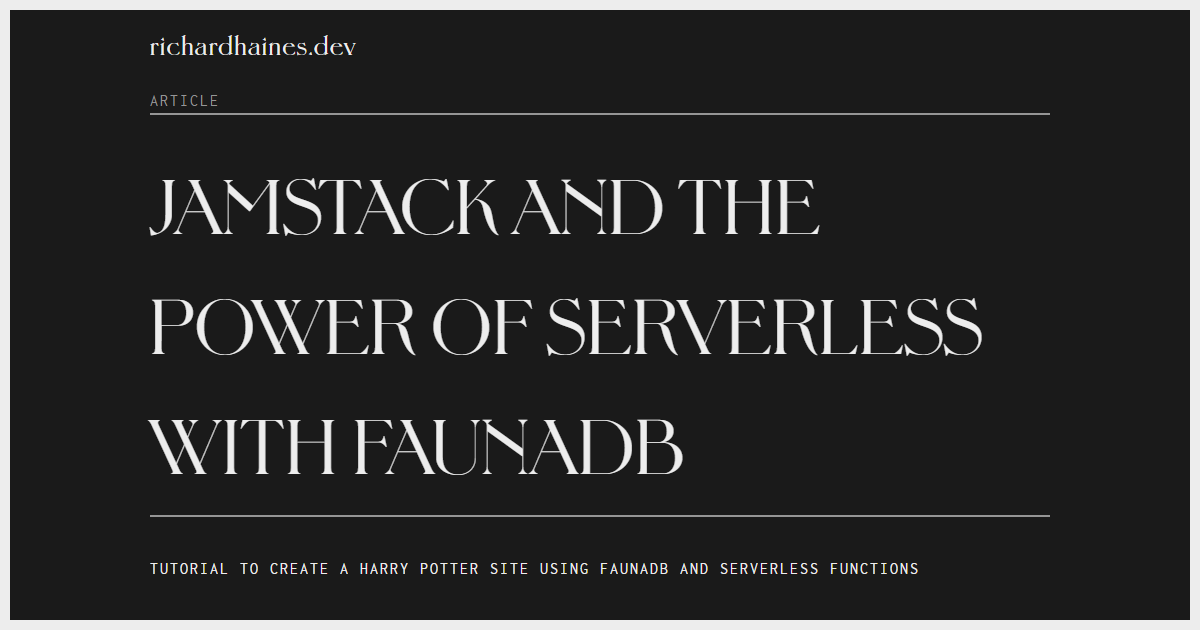 richardhaines.dev
ARTICLE
JAMSTACK AND THE
POWER OF SERVERLESS
WITH FAUNADB
TUTORIAL TO CREATE A HARRY POTTER SITE USING FAUNADB AND SERVERLESS FUNCTIONS